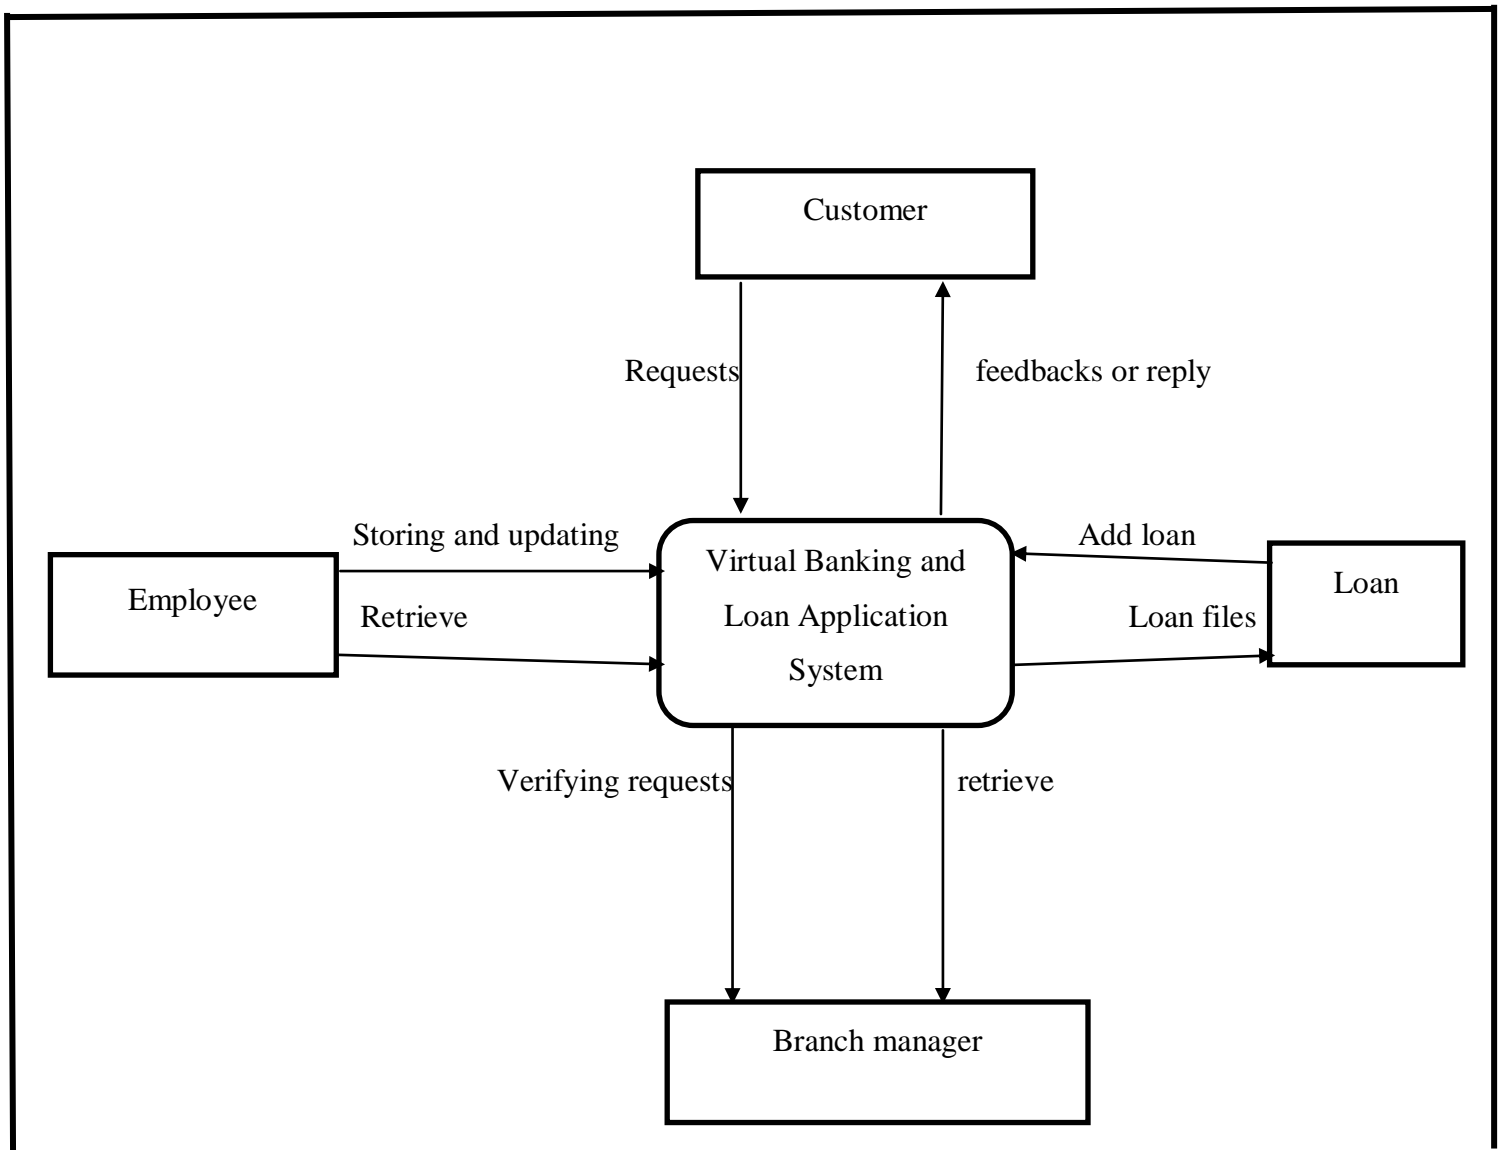 Customer
Requests
feedbacks or reply
Storing and updating
Add loan
Virtual Banking and
Loan Application
System
Employee
Loan
Retrieve
Loan files
Verifying requests
retrieve
Branch manager